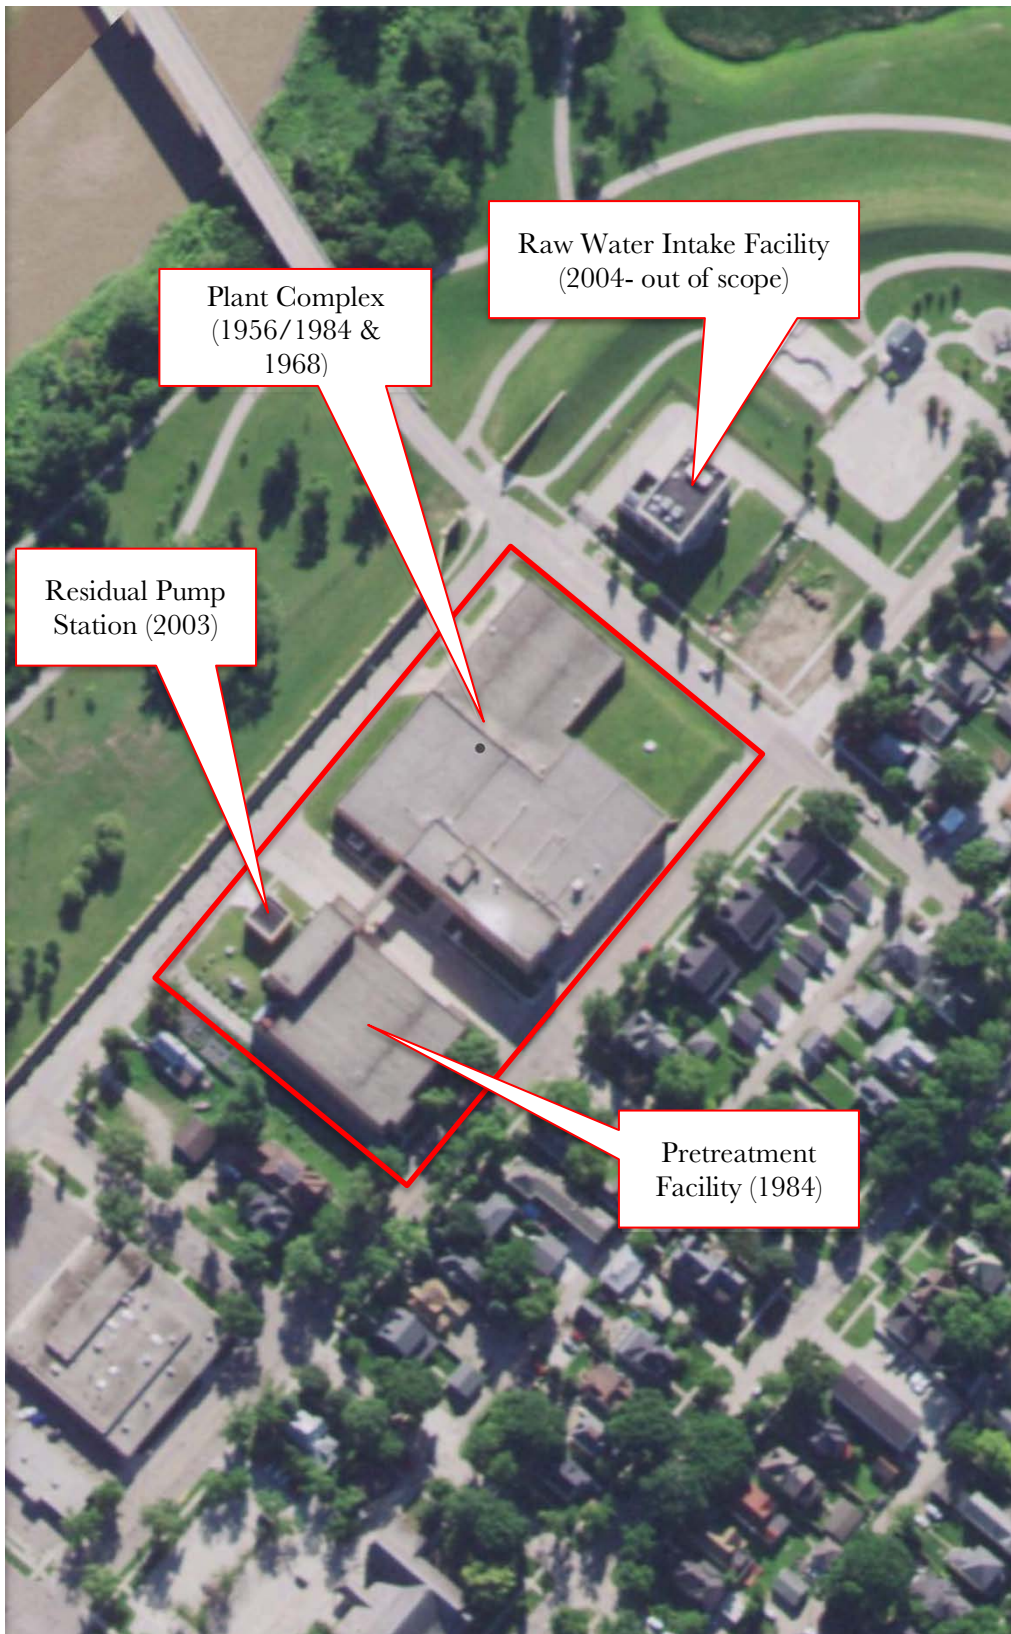 Raw Water Intake Facility
(2004- out of scope)
Plant Complex
(1956/1984 &
1968)
Residual Pump
Station (2003)
Pretreatment
Facility (1984)